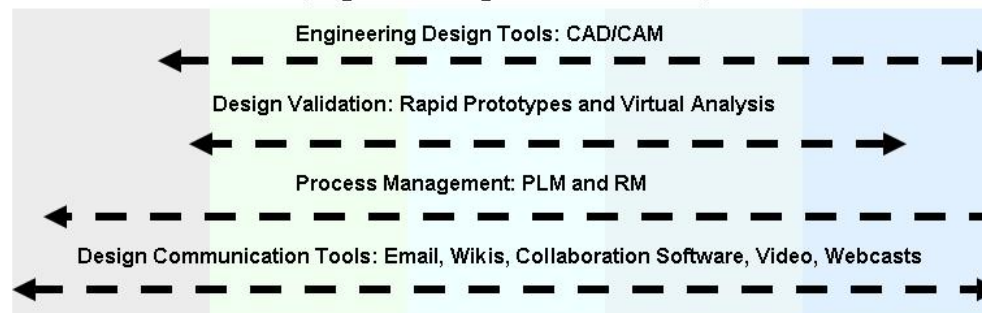 Engineering Design Tools: CAD/CAM
Design Validation: Rapid Prototypes and Virtual Analysis
Process Management: PLM and RM
Design Communication Tools: Email, Wikis, Collaboration Software, Video, Webcasts